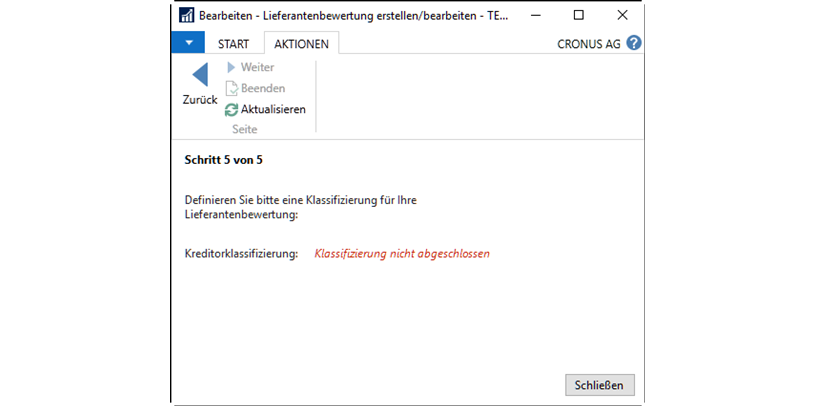 Bearbeiten - Lieferantenbewertung erstellen/bearbeiten - TE...
START AKTIONEN CRONUS AG ?
Zurück
Weiter
Beenden
Aktualisieren
Seite
Schritt 5 von 5
Definieren Sie bitte eine Klassifizierung für Ihre
Lieferantenbewertung:
Kreditorklassifizierung: Klassifizierung nicht abgeschlossen
Schließen